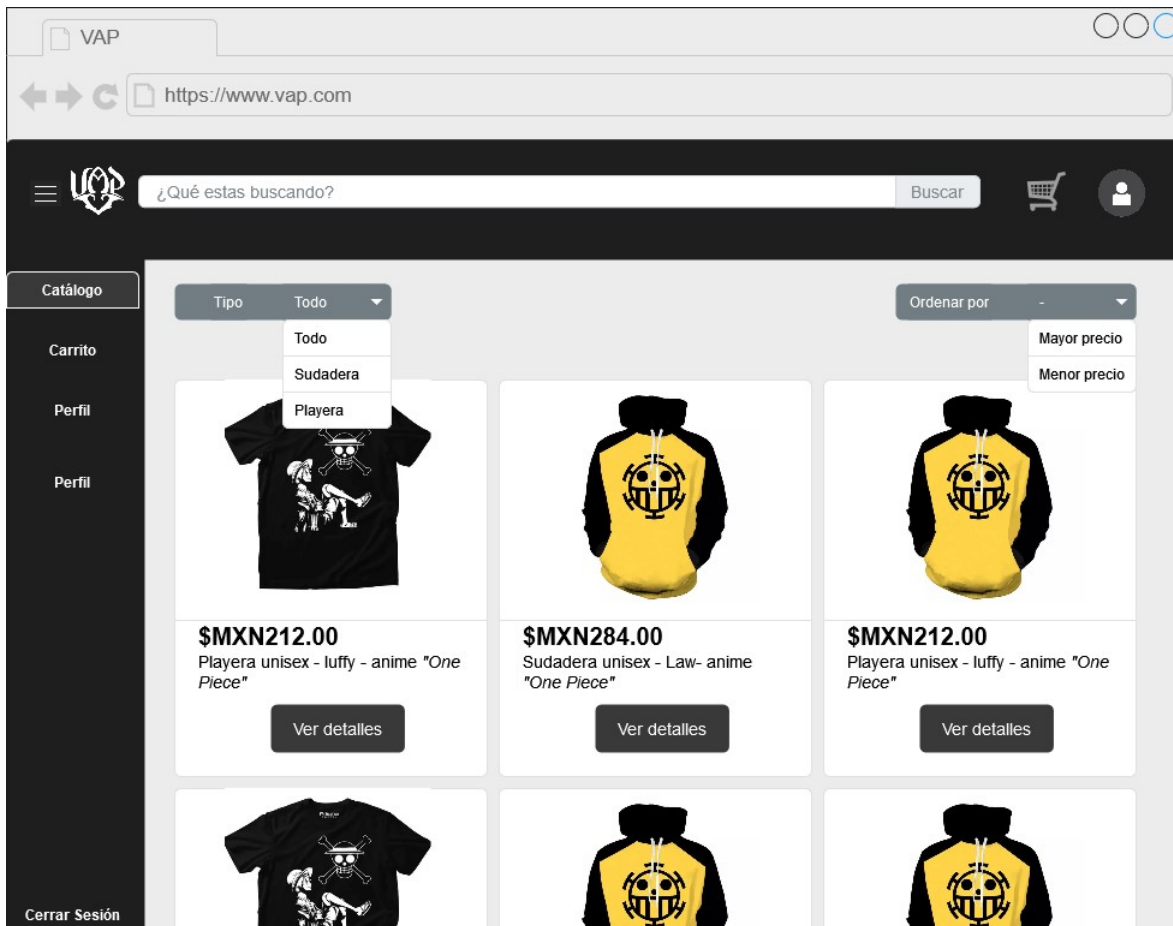 VAP
https://www.vap.com
VAP
¿Qué estas buscando?
Buscar
Catálogo
Carrito
Perfil
Perfil
Cerrar Sesión
Tipo Todo
Todo
Sudadera
Playera
Ordenar por -
Mayor precio
Menor precio
$MXN212.00
Playera unisex - luffy - anime "One
Piece"
Ver detalles
$MXN284.00
Sudadera unisex - Law- anime
"One Piece"
Ver detalles
$MXN212.00
Playera unisex - luffy - anime "One
Piece"
Ver detalles